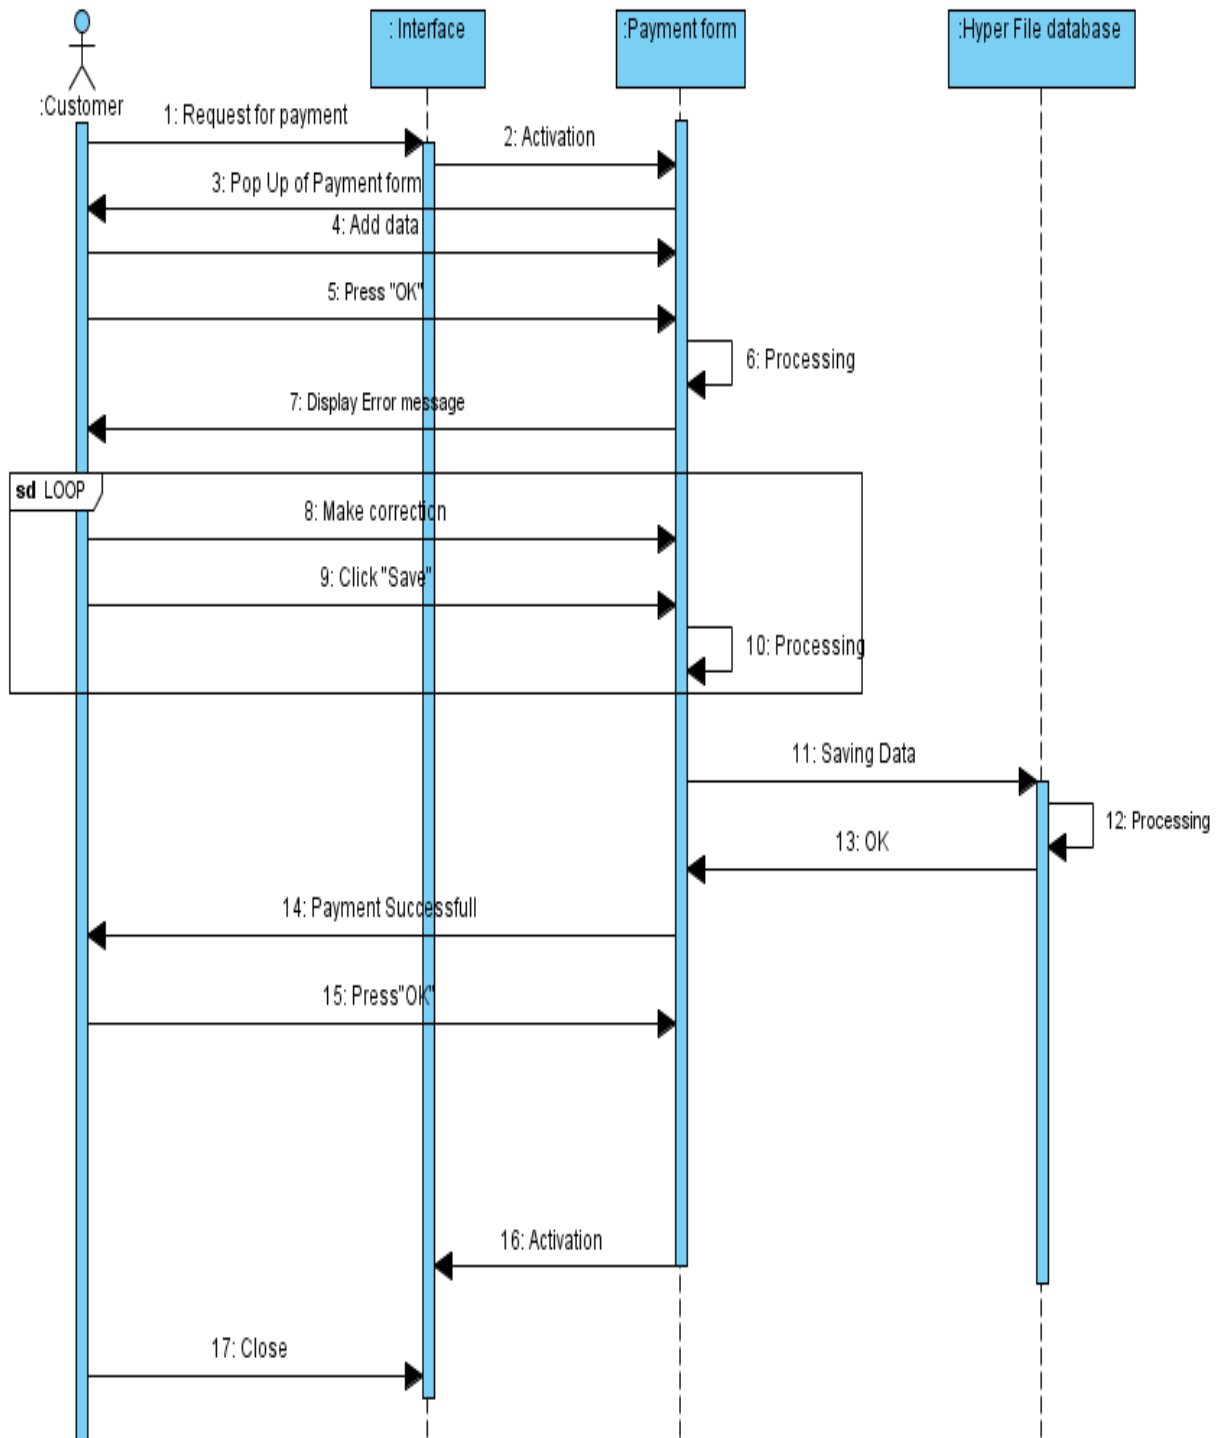 : Interface
:Payment form
:Hyper File database
:Customer
1: Request for payment
2: Activation
3: Pop Up of Payment form
4: Add data
5: Press "OK"
6: Processing
7: Display Error message
sd LOOP
8: Make correction
9: Click "Save"
10: Processing
11: Saving Data
12: Processing
13: OK
14: Payment Successfull
15: Press"OK"
16: Activation
17: Close